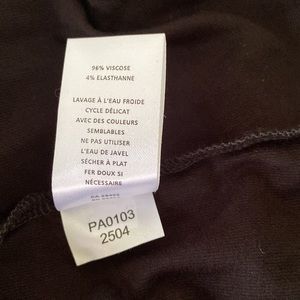 96% VISCOSE
4% ELASTHANNE
LAVAGE À L'EAU FROIDE
CYCLE DÉLICAT
AVEC DES COULEURS
SEMBLABLES
NE PAS UTILISER
L'EAU DE JAVEL
SÉCHER À PLAT
FER DOUX SI
NÉCESSAIRE
PA0103
2504